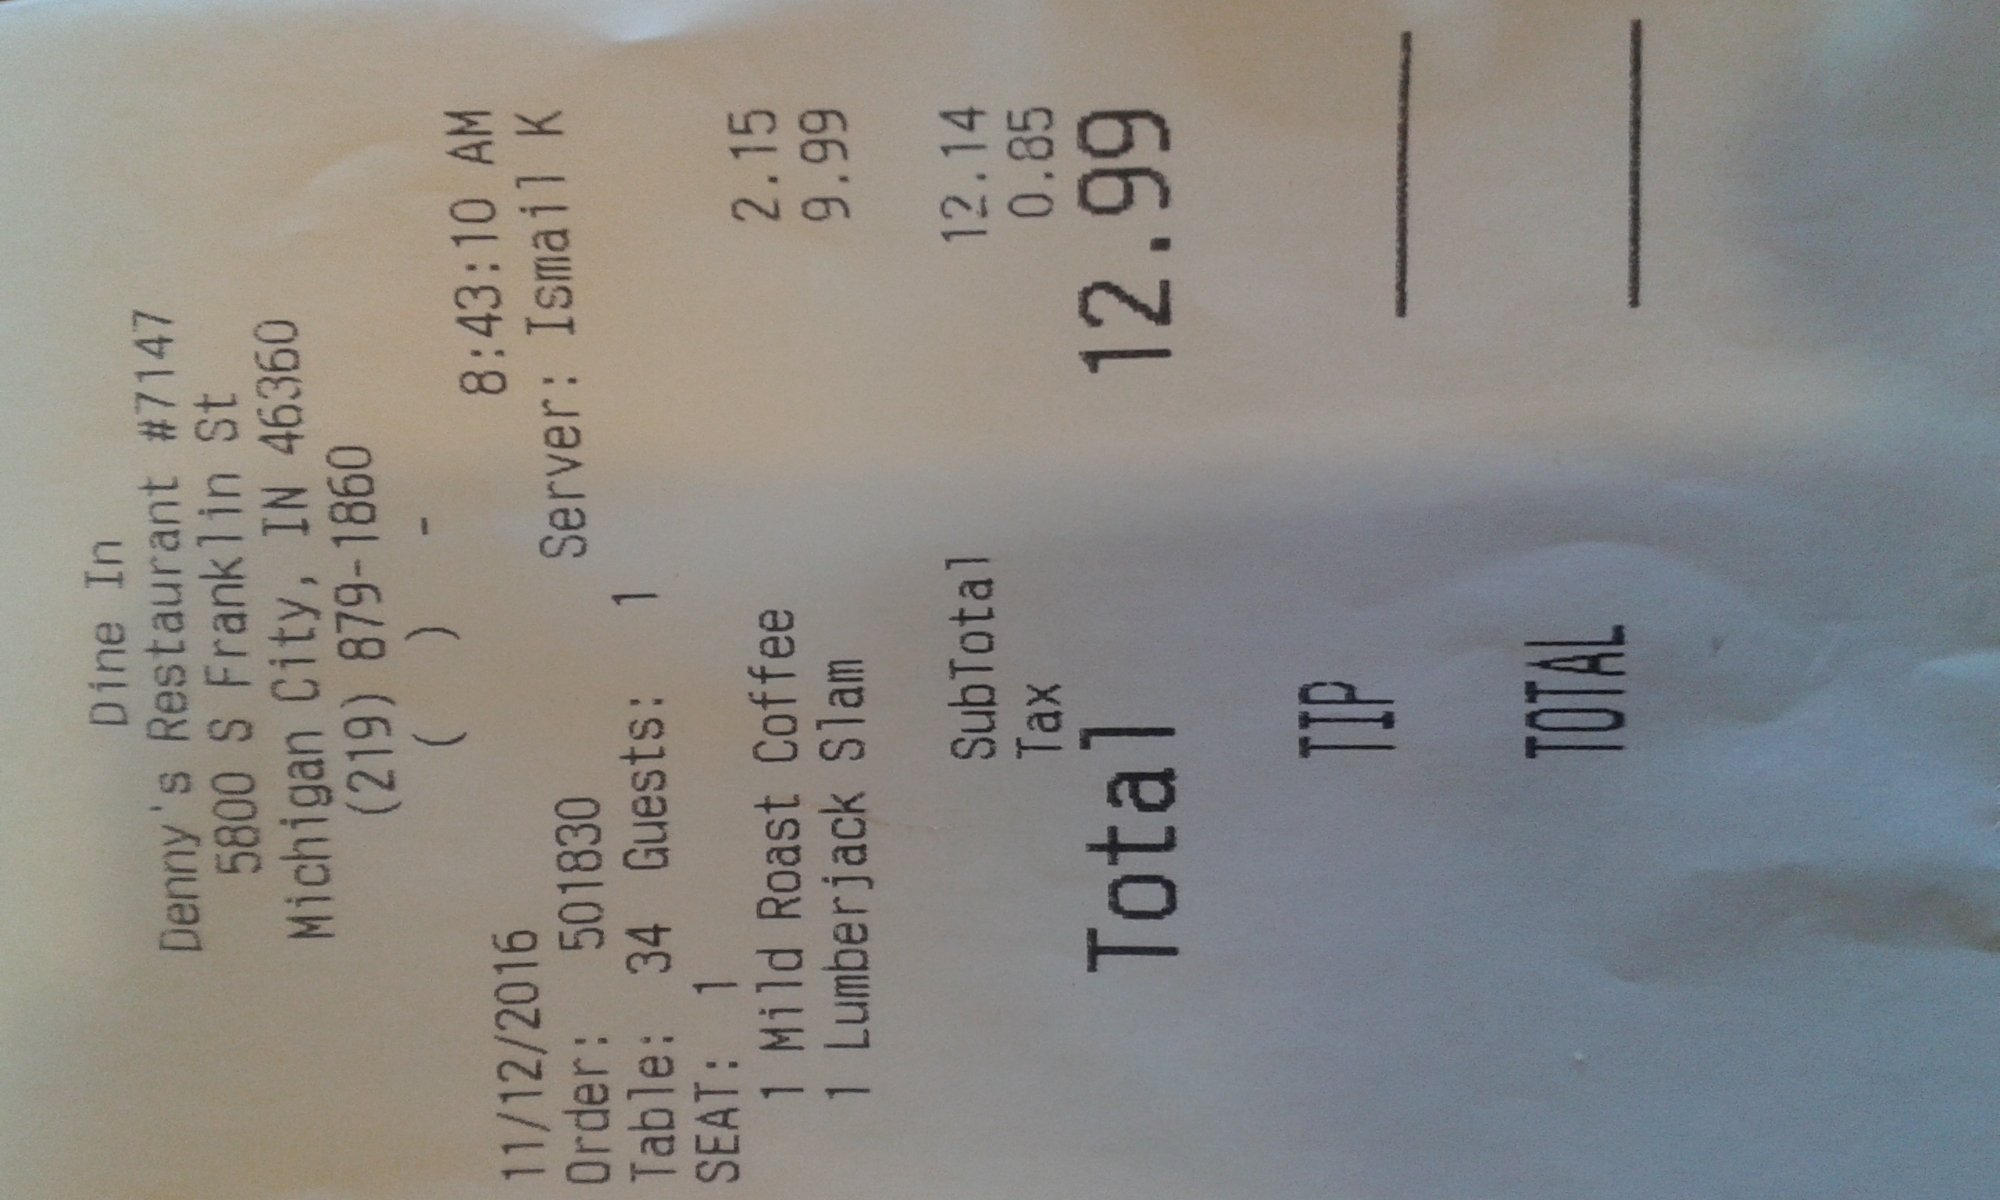 Dine In
Denny's Restaurant #7147
5800 S Franklin St
Michigan City, IN 46360
(219) 879-1860
( ) -
11/12/2016 8:43:10 AM
Order: 501830 Server: Ismail K
Table: 34 Guests: 1
SEAT: 1
1 Mild Roast Coffee 2.15
1 Lumberjack Slam 9.99
SubTotal 12.14
Tax 0.85
Total 12.99
TIP
TOTAL